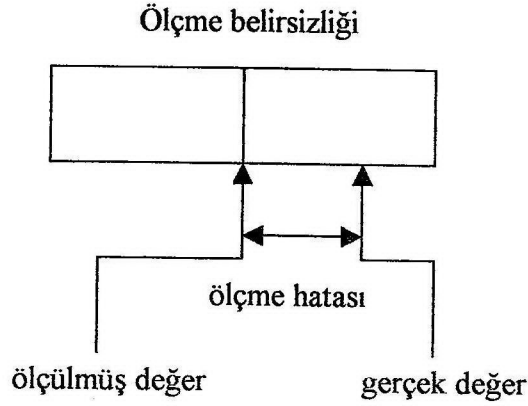 Ölçme belirsizliği
ölçme hatası
ölçülmüş değer
gerçek değer